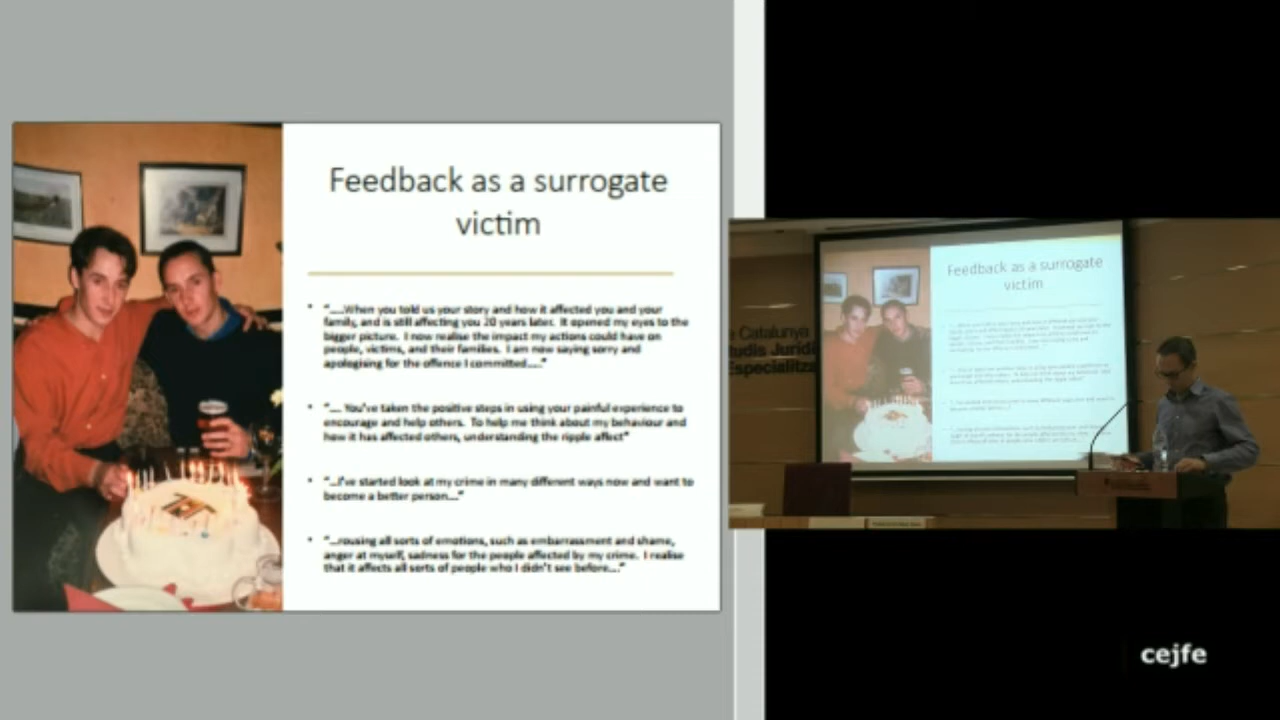 Feedback as a surrogate
victim
• "....When you told us your story and how it affected you and your
family, and is still affecting you 20 years later. It opened my eyes to the
bigger picture. I now realise the impact my actions could have on
people, victims, and their families. I am now saying sorry and
apologising for the offence I committed...."
• ".... You've taken the positive steps in using your painful experience to
encourage and help others. To help me think about my behaviour and
how it has affected others, understanding the ripple affect"
• "...I've started look at my crime in many different ways now and want to
become a better person...."
• "...rousing all sorts of emotions, such as embarrassment and shame,
anger at myself, sadness for the people affected by my crime. I realise
that it affects all sorts of people who I didn't see before...."
Feedback as a surrogate
victim
Catalunya
Especialitza
cejfe